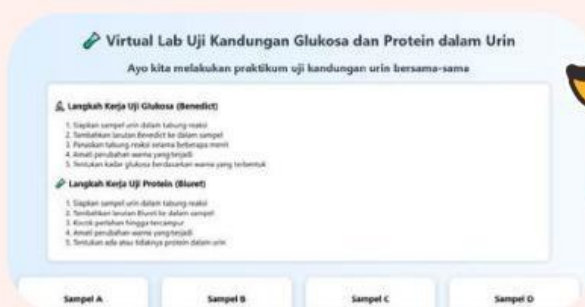 Virtual Lab Uji Kandungan Glukosa dan Protein dalam Urin
Ayo kita melakukan praktikum uji kandungan urin bersama-sama
Langkah Kerja Uji Glukosa (Benedict)
1. Siapkan sampel urin dalam tabung reaksi
2. Tambahkan larutan Benedict ke dalam sampel
3. Panaskan tabung reaksi selama beberapa menit
4. Amati perubahan warna yang terjadi
5. Tentukan kadar glukosa berdasarkan warna yang terbentuk
Langkah Kerja Uji Protein (Biuret)
1. Siapkan sampel urin dalam tabung reaksi
2. Tambahkan larutan Biuret ke dalam sampel
3. Kocok perlahan hingga tercampur
4. Amati perubahan warna yang terjadi
5. Tentukan ada atau tidaknya protein dalam urin
Sampel A
Sampel B
Sampel C
Sampel D